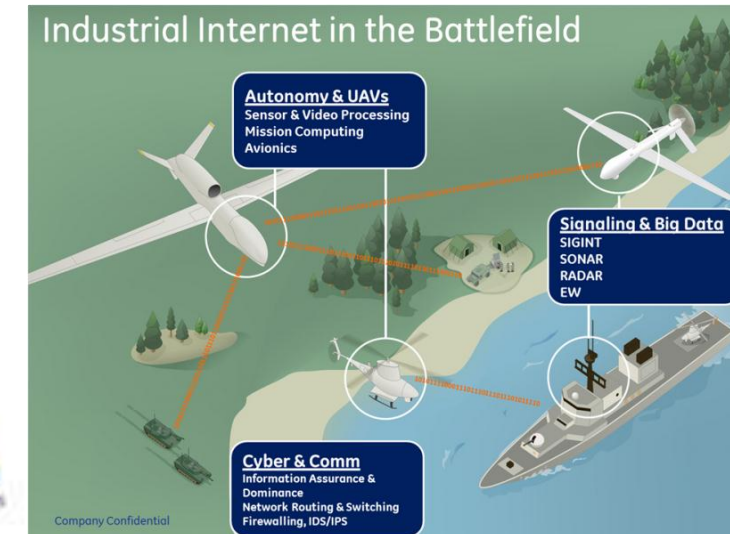 Industrial Internet in the Battlefield
Autonomy & UAVs
Sensor & Video Processing
Mission Computing
Avionics
Signaling & Big Data
SIGINT
SONAR
RADAR
EW
Cyber & Comm
Information Assurance &
Dominance
Network Routing & Switching
Firewalling, IDS/IPS
Company Confidential